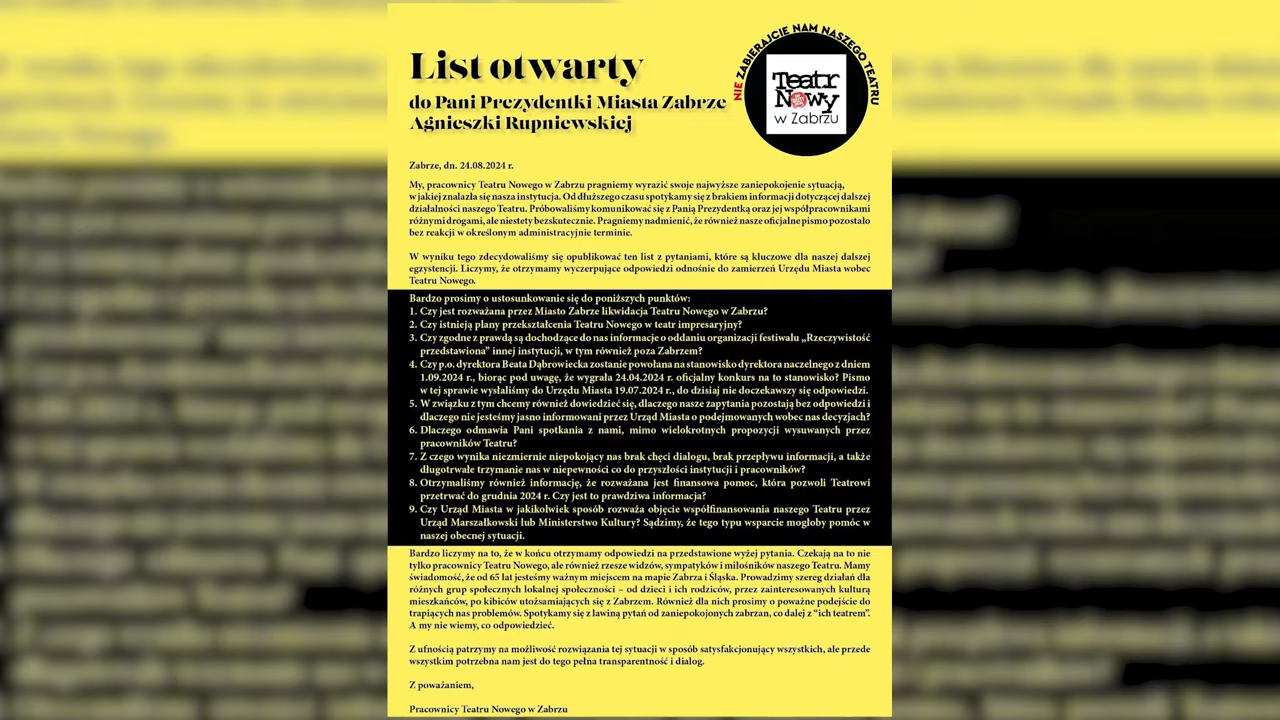 List otwarty
do Pani Prezydentki Miasta Zabrze
Agnieszki Rupniewskiej
NIE ZABIERAJCIE NAM NASZEGO TEATRU
Teatr
Nowy
w Zabrzu
Zabrze, dn. 24.08.2024 r.
My, pracownicy Teatru Nowego w Zabrzu pragniemy wyrazić swoje najwyższe zaniepokojenie sytuacją,
w jakiej znalazła się nasza instytucja. Od dłuższego czasu spotykamy się z brakiem informacji dotyczącej dalszej
działalności naszego Teatru. Próbowaliśmy komunikować się z Panią Prezydentką oraz jej współpracownikami
różnymi drogami, ale niestety bezskutecznie. Pragniemy nadmienić, że również nasze oficjalne pismo pozostało
bez reakcji w określonym administracyjnie terminie.
W wyniku tego zdecydowaliśmy się opublikować ten list z pytaniami, które są kluczowe dla naszej dalszej
egzystencji. Liczymy, że otrzymamy wyczerpujące odpowiedzi odnośnie do zamierzeń Urzędu Miasta wobec
Teatru Nowego.
Bardzo prosimy o ustosunkowanie się do poniższych punktów:
1. Czy jest rozważana przez Miasto Zabrze likwidacja Teatru Nowego w Zabrzu?
2. Czy istnieją plany przekształcenia Teatru Nowego w teatr impresaryjny?
3. Czy zgodne z prawdą są dochodzące do nas informacje o oddaniu organizacji festiwalu „Rzeczywistość
przedstawiona” innej instytucji, w tym również poza Zabrzem?
4. Czy p.o. dyrektora Beata Dąbrowiecka zostanie powołana na stanowisko dyrektora naczelnego z dniem
1.09.2024 r., biorąc pod uwagę, że wygrała 24.04.2024 r. oficjalny konkurs na to stanowisko? Pismo
w tej sprawie wysłaliśmy do Urzędu Miasta 19.07.2024 r., do dzisiaj nie doczekawszy się odpowiedzi.
5. W związku z tym chcemy również dowiedzieć się, dlaczego nasze zapytania pozostają bez odpowiedzi i
dlaczego nie jesteśmy jasno informowani przez Urząd Miasta o podejmowanych wobec nas decyzjach?
6. Dlaczego odmawia Pani spotkania z nami, mimo wielokrotnych propozycji wysuwanych przez
pracowników Teatru?
7. Z czego wynika niezmiernie niepokojący nas brak chęci dialogu, brak przepływu informacji, a także
długotrwałe trzymanie nas w niepewności co do przyszłości instytucji i pracowników?
8. Otrzymaliśmy również informację, że rozważana jest finansowa pomoc, która pozwoli Teatrowi
przetrwać do grudnia 2024 r. Czy jest to prawdziwa informacja?
9. Czy Urząd Miasta w jakikolwiek sposób rozważa objęcie współfinansowania naszego Teatru przez
Urząd Marszałkowski lub Ministerstwo Kultury? Sądzimy, że tego typu wsparcie mogłoby pomóc w
naszej obecnej sytuacji.
Bardzo liczymy na to, że w końcu otrzymamy odpowiedzi na przedstawione wyżej pytania. Czekają na to nie
tylko pracownicy Teatru Nowego, ale również rzesze widzów, sympatyków i miłośników naszego Teatru. Mamy
świadomość, że od 65 lat jesteśmy ważnym miejscem na mapie Zabrza i Śląska. Prowadzimy szereg działań dla
różnych grup społecznych lokalnej społeczności – od dzieci i ich rodziców, przez zainteresowanych kulturą
mieszkańców, po kibiców utożsamiających się z Zabrzem. Również dla nich prosimy o poważne podejście do
trapiących nas problemów. Spotykamy się z lawiną pytań od zaniepokojonych zabrzan, co dalej z “ich teatrem”.
A my nie wiemy, co odpowiedzieć.
Z ufnością patrzymy na możliwość rozwiązania tej sytuacji w sposób satysfakcjonujący wszystkich, ale przede
wszystkim potrzebna nam jest do tego pełna transparentność i dialog.
Z poważaniem,
Pracownicy Teatru Nowego w Zabrzu